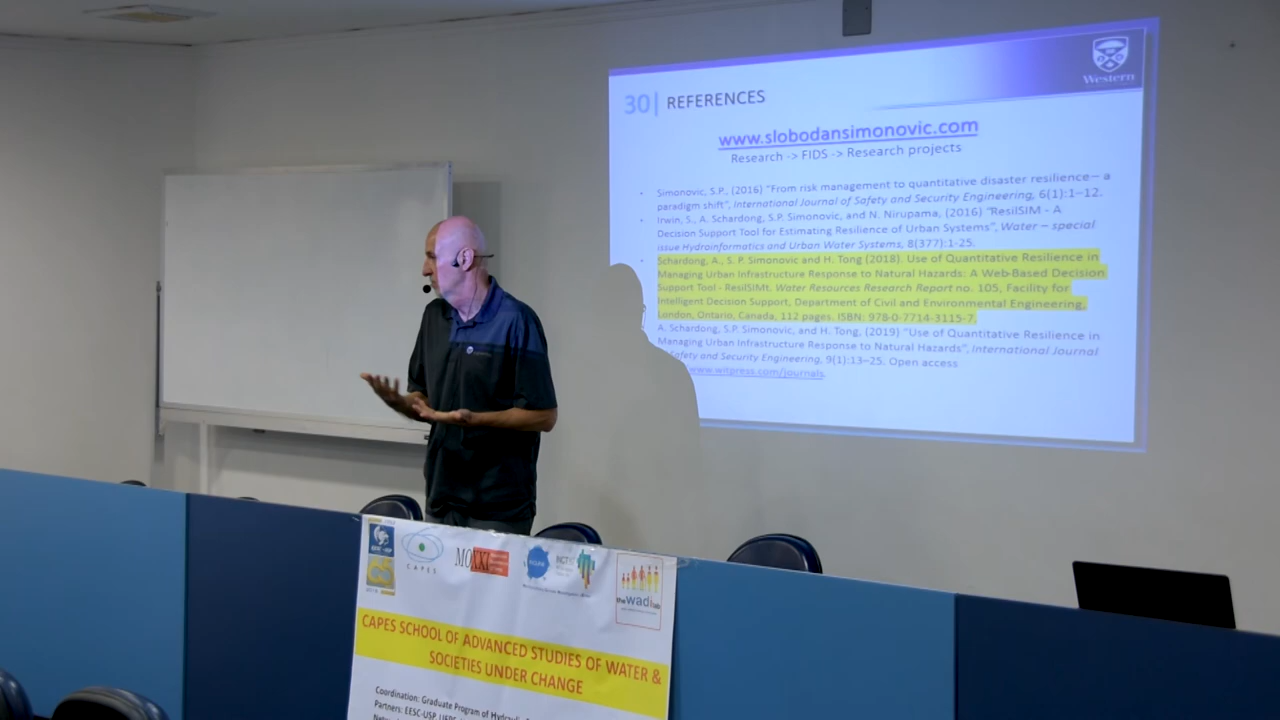 30| REFERENCES
Western
www.slobodansimonovic.com
Research -> FIDS -> Research projects
• Simonovic, S.P., (2016) "From risk management to quantitative disaster resilience– a
paradigm shift", International Journal of Safety and Security Engineering, 6(1):1–12.
• Irwin, S., A. Schardong, S.P. Simonovic, and N. Nirupama, (2016) "ResilSIM - A
Decision Support Tool for Estimating Resilience of Urban Systems", Water – special
issue Hydroinformatics and Urban Water Systems, 8(377):1-25.
• Schardong, A., S. P. Simonovic and H. Tong (2018). Use of Quantitative Resilience in
Managing Urban Infrastructure Response to Natural Hazards: A Web-Based Decision
Support Tool - ResilSIMt. Water Resources Research Report no. 105, Facility for
Intelligent Decision Support, Department of Civil and Environmental Engineering,
London, Ontario, Canada, 112 pages. ISBN: 978-0-7714-3115-7.
A. Schardong, S.P. Simonovic, and H. Tong, (2019) "Use of Quantitative Resilience in
Managing Urban Infrastructure Response to Natural Hazards", International Journal
Safety and Security Engineering, 9(1):13–25. Open access
www.witpress.com/journals.
CAPES
MOXXI
the wadi lab
CAPES SCHOOL OF ADVANCED STUDIES OF WATER &
SOCIETIES UNDER CHANGE
Coordination: Graduate Program of Hydraulic
Partners: EESC-USP,